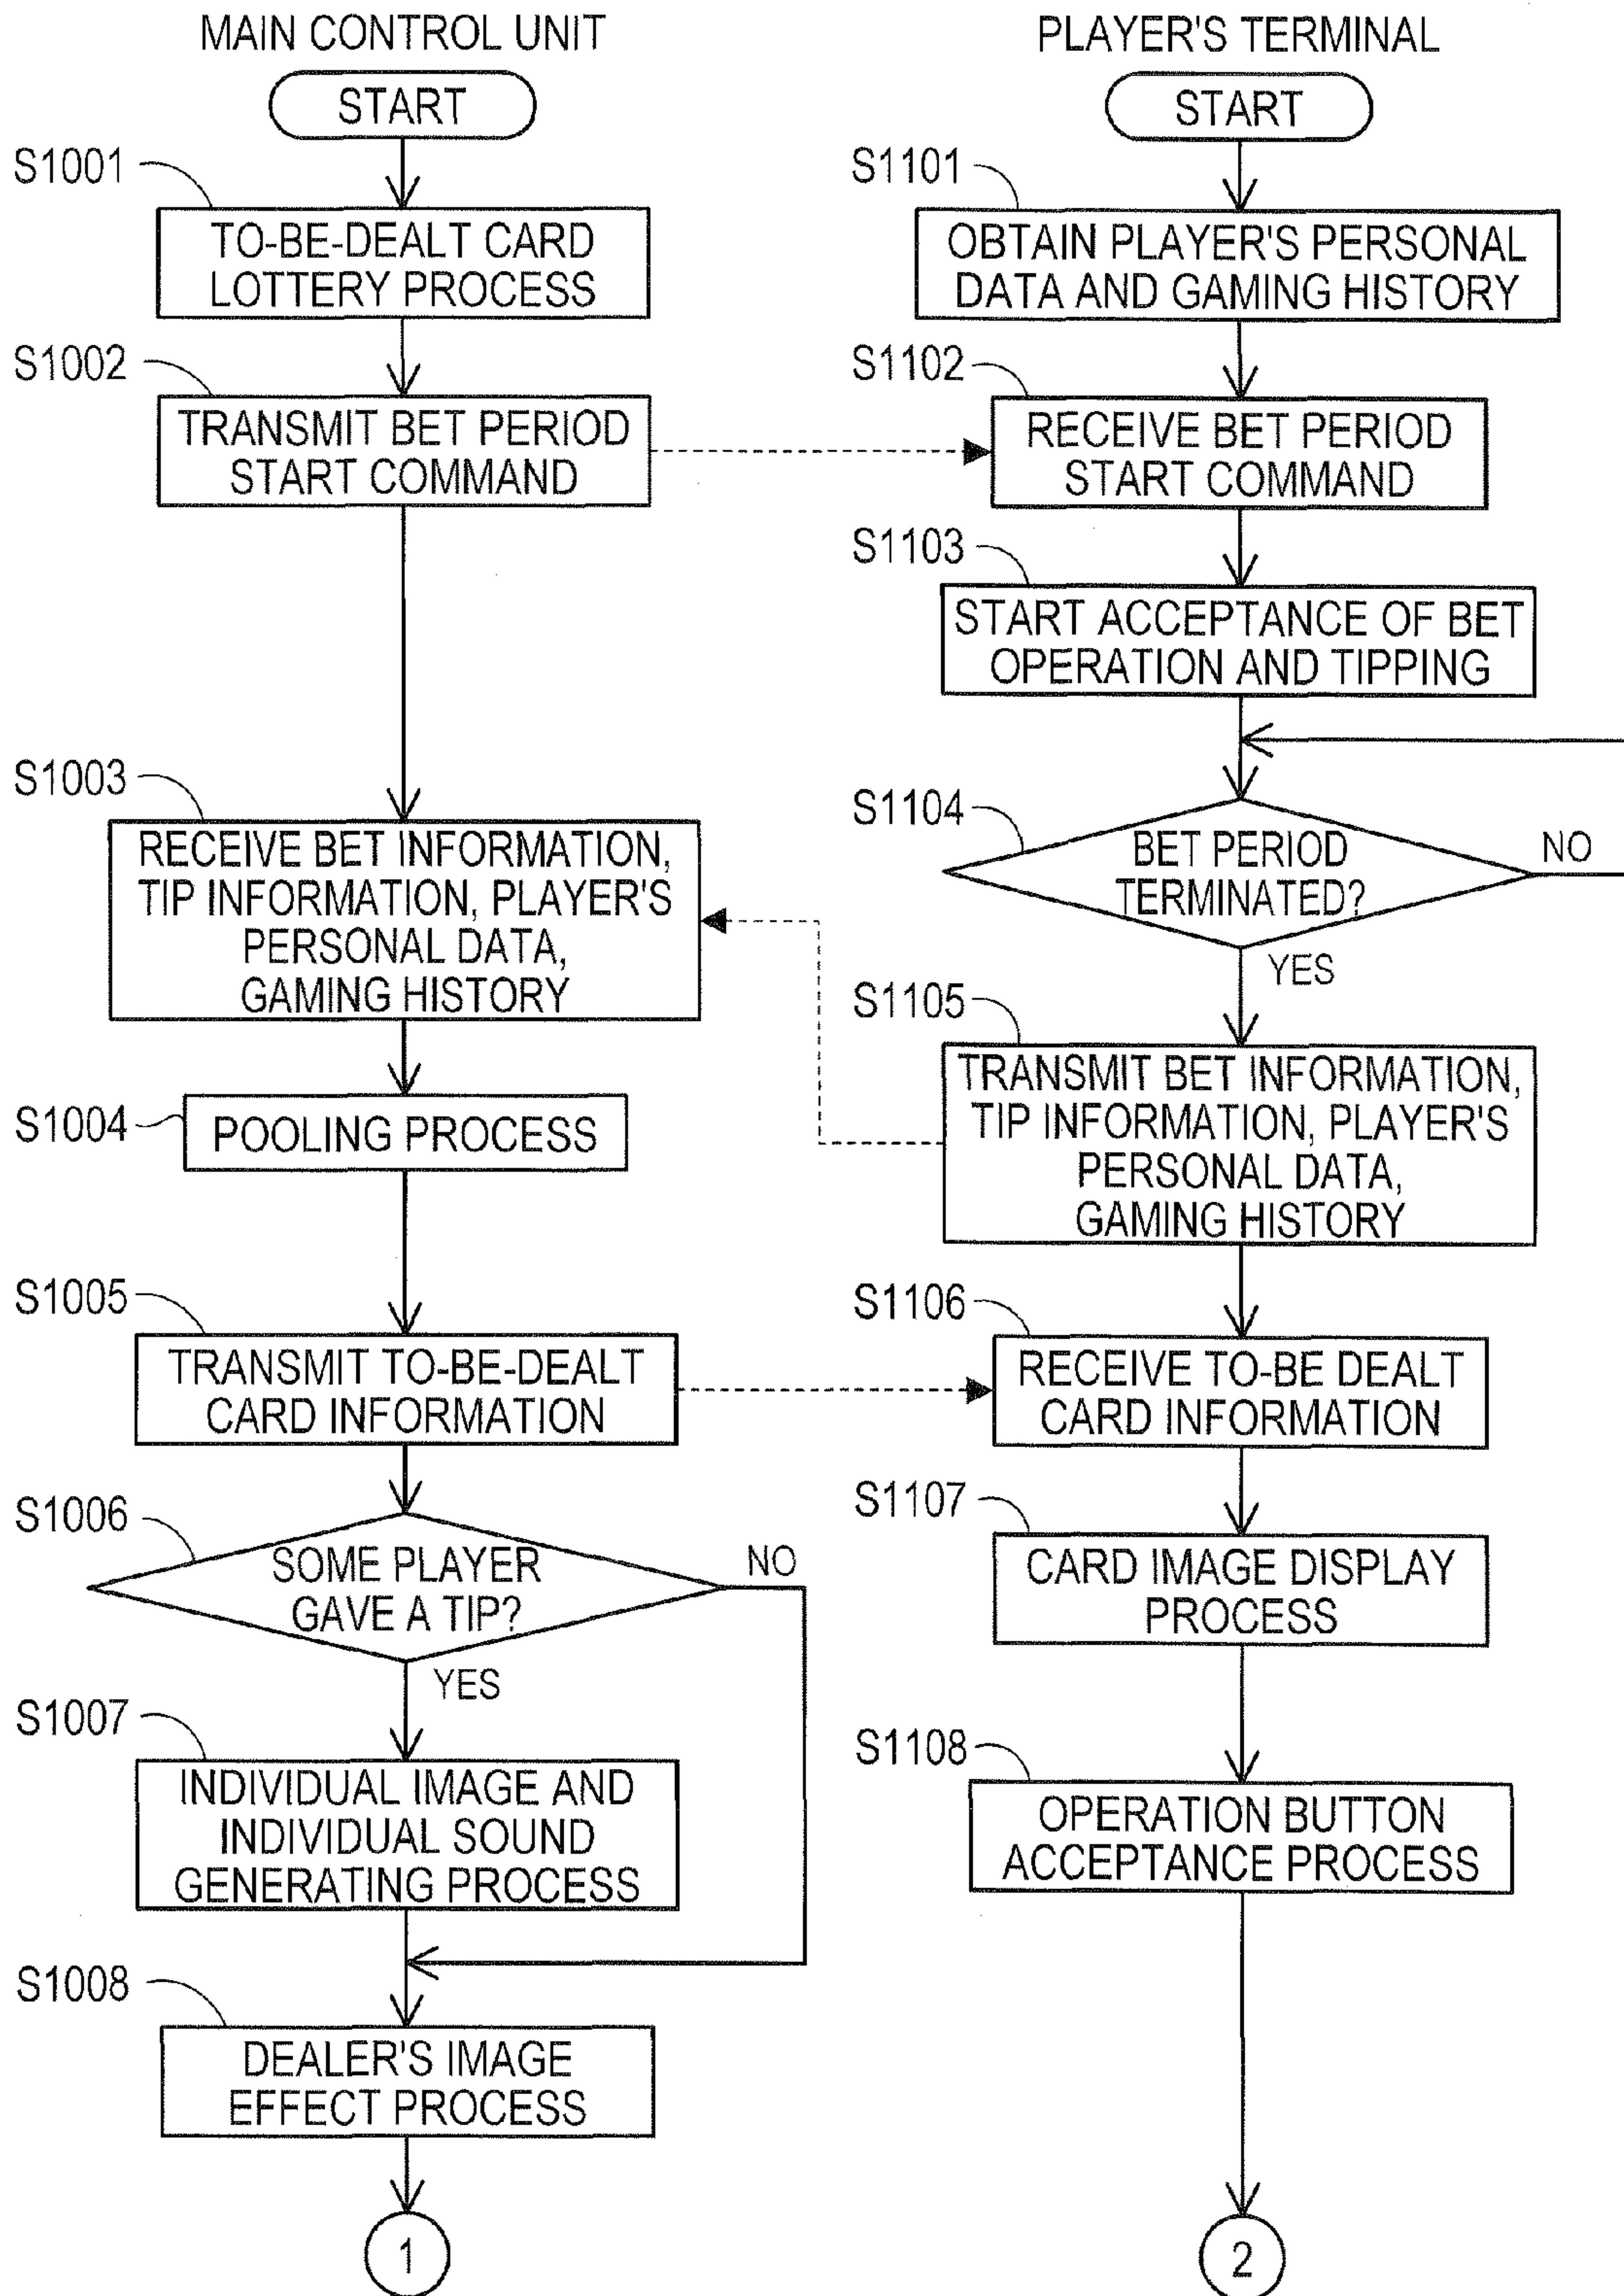 MAIN CONTROL UNIT
START
S1001
TO-BE-DEALT CARD
LOTTERY PROCESS
S1002
TRANSMIT BET PERIOD
START COMMAND
S1003
RECEIVE BET INFORMATION,
TIP INFORMATION, PLAYER'S
PERSONAL DATA,
GAMING HISTORY
S1004
POOLING PROCESS
S1005
TRANSMIT TO-BE-DEALT
CARD INFORMATION
S1006
SOME PLAYER
GAVE A TIP?
NO
YES
S1007
INDIVIDUAL IMAGE AND
INDIVIDUAL SOUND
GENERATING PROCESS
S1008
DEALER'S IMAGE
EFFECT PROCESS
1
PLAYER'S TERMINAL
START
S1101
OBTAIN PLAYER'S PERSONAL
DATA AND GAMING HISTORY
S1102
RECEIVE BET PERIOD
START COMMAND
S1103
START ACCEPTANCE OF BET
OPERATION AND TIPPING
S1104
BET PERIOD
TERMINATED?
NO
YES
S1105
TRANSMIT BET INFORMATION,
TIP INFORMATION, PLAYER'S
PERSONAL DATA,
GAMING HISTORY
S1106
RECEIVE TO-BE DEALT
CARD INFORMATION
S1107
CARD IMAGE DISPLAY
PROCESS
S1108
OPERATION BUTTON
ACCEPTANCE PROCESS
2